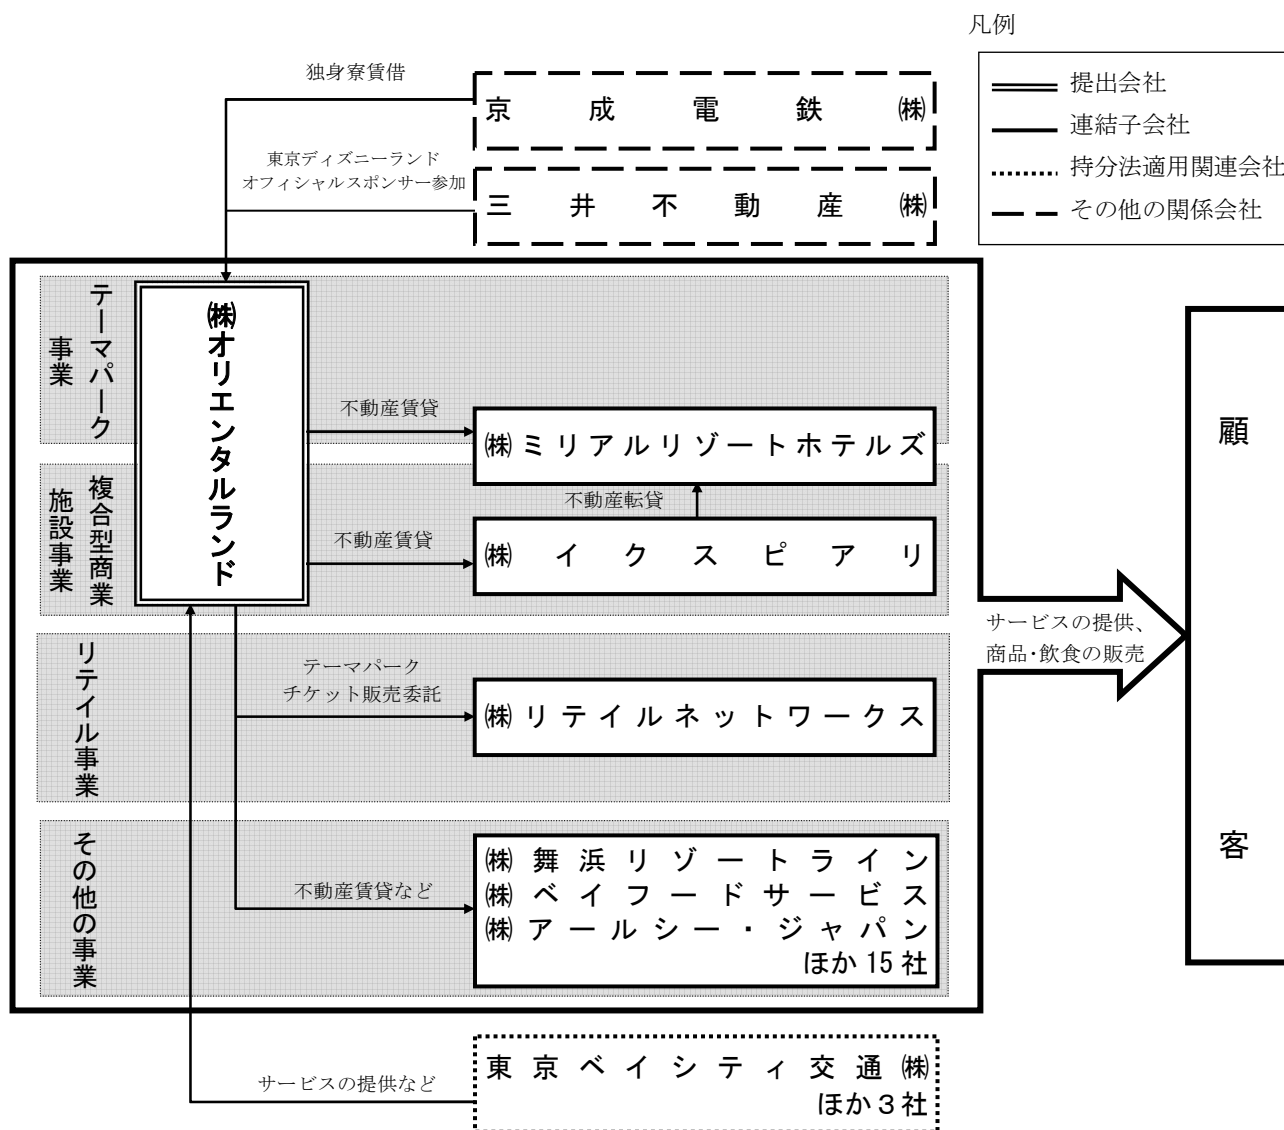 凡例
提出会社
連結子会社
持分法適用関連会社
その他の関係会社
独身寮賃借
京成電鉄㈱
東京ディズニーランド
オフィシャルスポンサー参加
三井不動産㈱
テーマパーク
事業
㈱オリエンタルランド
不動産賃貸
㈱ミリアルリゾートホテルズ
複合型商業
施設事業
不動産転貸
不動産賃貸
㈱イクスピアリ
サービスの提供、
商品・飲食の販売
顧客
リテイル事業
テーマパーク
チケット販売委託
㈱リテイルネットワークス
その他の事業
不動産賃貸など
㈱舞浜リゾートライン
㈱ベイフードサービス
㈱アールシー・ジャパン
ほか 15 社
サービスの提供など
東京ベイシティ交通㈱
ほか３社